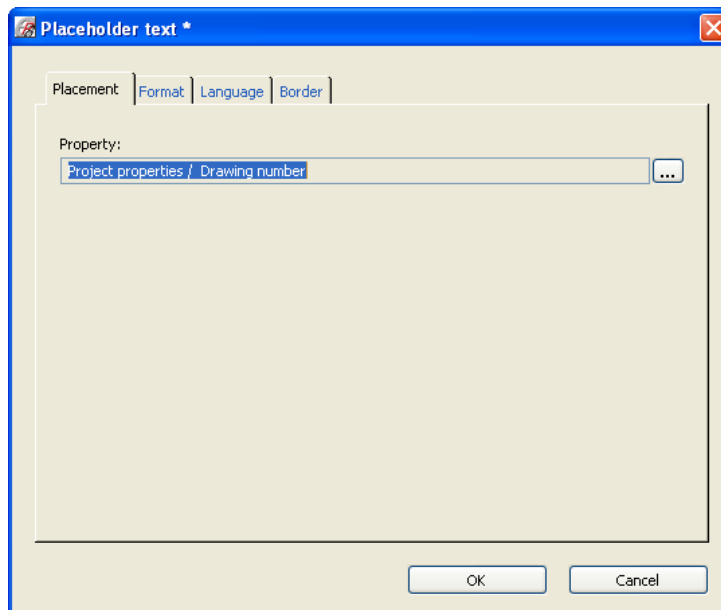 Placeholder text *
Placement Format Language Border
Property:
Project properties / Drawing number
...
OK Cancel